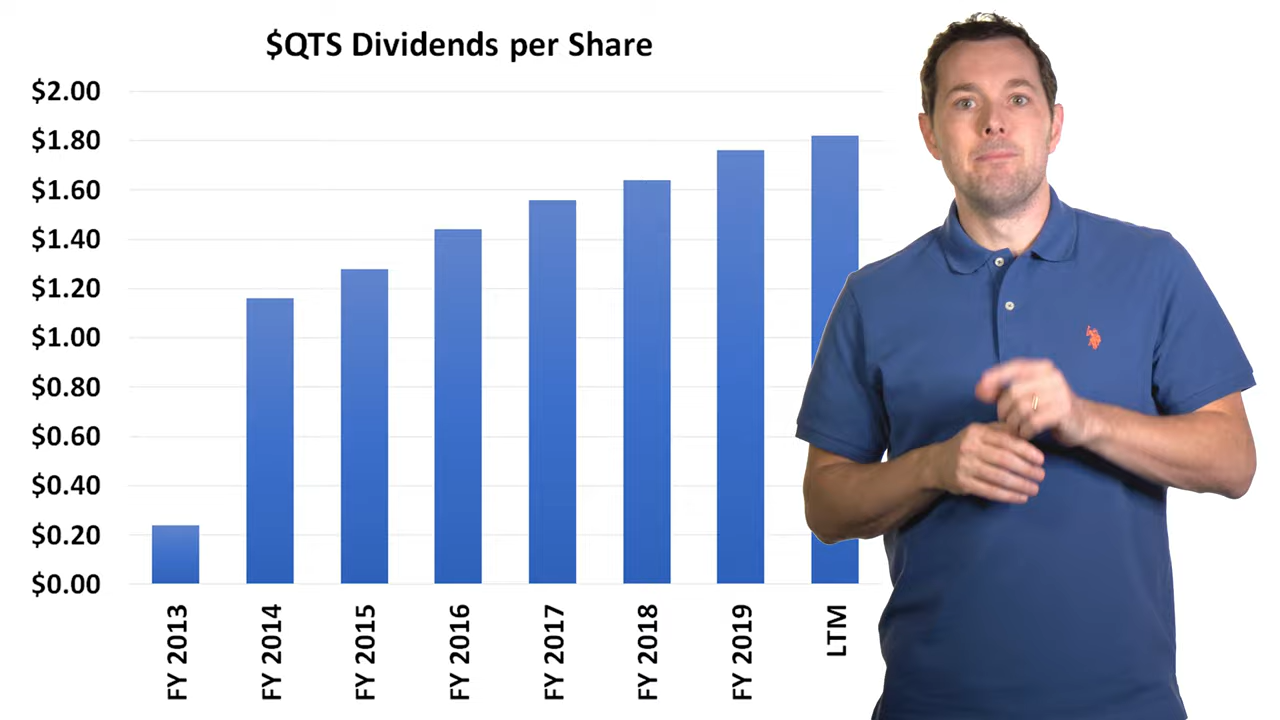 $QTS Dividends per Share
$2.00
$1.80
$1.60
$1.40
$1.20
$1.00
$0.80
$0.60
$0.40
$0.20
$0.00
FY 2013
FY 2014
FY 2015
FY 2016
FY 2017
FY 2018
FY 2019
LTM